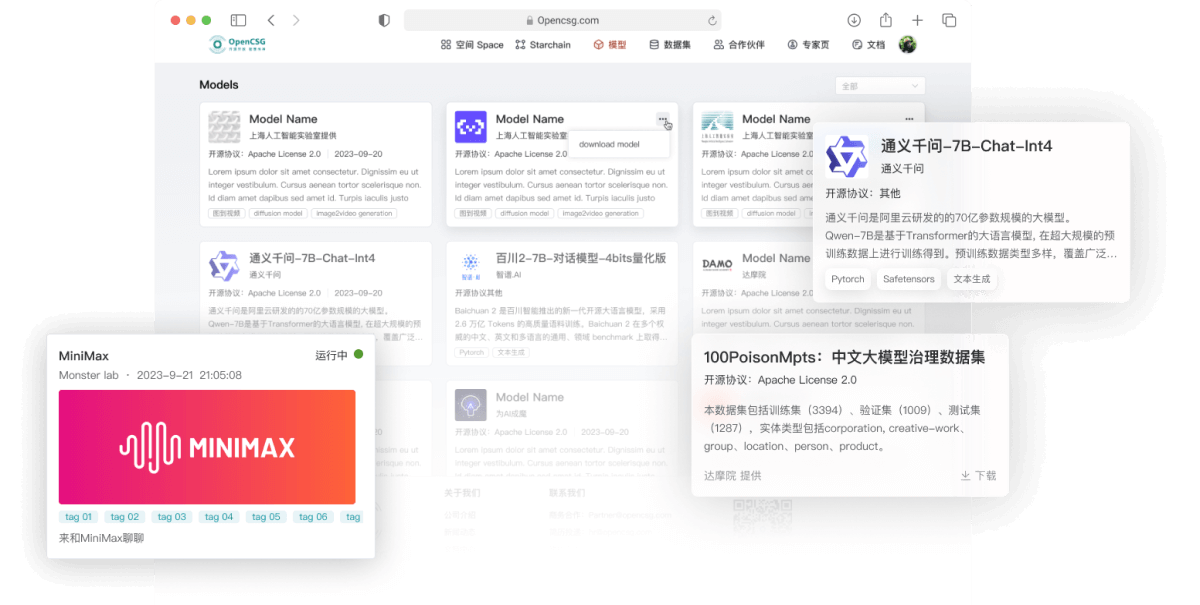 Opencsg.com
OpenCSG
空间 Space
Starchain
模型
数据集
合作伙伴
专家页
文档
Models
全部
Model Name
上海人工智能实验室提供
开源协议：Apache License 2.0
2023-09-20
Lorem ipsum dolor sit amet consectetur. Dignissim eu ut
integer vestibulum. Cursus aenean tortor scelerisque non.
Id diam amet dapibus sed amet id. Turpis iaculis justo
图到视频
diffusion model
image2video generation
Model Name
上海人工智能实验室
download model
开源协议：Apache License 2.0
Lorem ipsum dolor sit amet consectetur. Dignissim eu ut
integer vestibulum. Cursus aenean tortor scelerisque non.
Id diam amet dapibus sed amet id. Turpis iaculis justo
图到视频
diffusion model
image2video generation
Model Name
上海人工智能实验室
开源协议：Apache License 2.0
Lorem ipsum dolor sit amet
integer vestibulum. Cursus
Id diam amet dapibus sed
图到视频
diffusion model
通义千问-7B-Chat-Int4
通义千问
开源协议：其他
通义千问是阿里云研发的的70亿参数规模的大模型。
Qwen-7B是基于Transformer的大语言模型, 在超大规模的预
训练数据上进行训练得到。预训练数据类型多样，覆盖广泛...
Pytorch
Safetensors
文本生成
通义千问-7B-Chat-Int4
通义千问
开源协议：Apache License 2.0
2023-09-20
通义千问是阿里云研发的的70亿参数规模的大模型。
Qwen-7B是基于Transformer的大语言模型, 在超大规模的预
覆盖广泛...
百川2-7B-对话模型-4bits量化版
智谱·AI
智谱.AI
开源协议其他
Baichuan 2 是百川智能推出的新一代开源大语言模型，采用
2.6 万亿 Tokens 的高质量语料训练。Baichuan 2 在多个权
威的中文、英文和多语言的通用、领域 benchmark 上取得...
Pytorch
文本生成
DAMO
Model Name
达摩院
开源协议：Apache License 2.0
Lorem ipsum dolor sit amet consectetur. Dignissim eu ut
integer vestibulum. Cursus aenean tortor scelerisque non.
MiniMax
运行中
Monster lab · 2023-9-21 21:05:08
MINIMAX
tag 01
tag 02
tag 03
tag 04
tag 05
tag 06
tag
来和MiniMax聊聊
Model Name
为AI成魔
开源协议：Apache License 2.0
2023-09-20
Lorem ipsum dolor sit amet consectetur. Dignissim eu ut
integer vestibulum. Cursus aenean tortor scelerisque non.
100PoisonMpts：中文大模型治理数据集
开源协议：Apache License 2.0
本数据集包括训练集（3394）、验证集（1009）、测试集
（1287），实体类型包括corporation, creative-work、
group、location、person、product。
达摩院 提供
下载
关于我们
联系我们